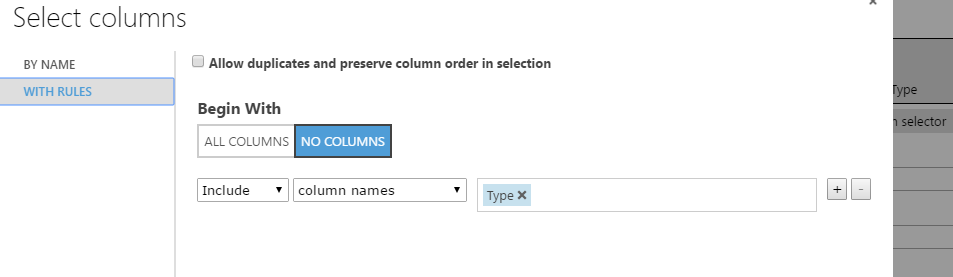 Select columns
BY NAME
WITH RULES
Allow duplicates and preserve column order in selection
Begin With
ALL COLUMNS NO COLUMNS
Include column names Type + -
Type
selector